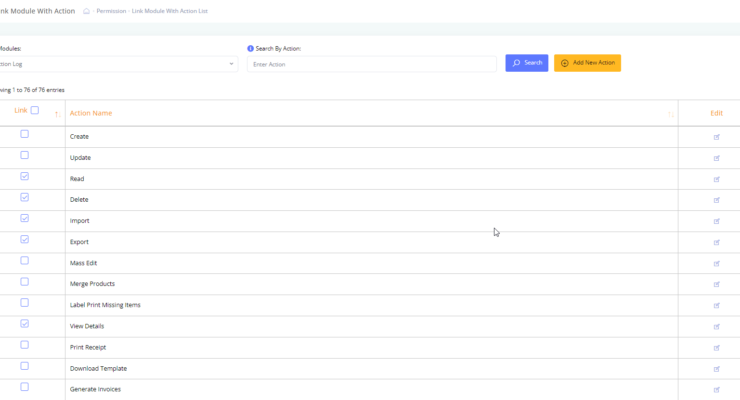 nk Module With Action - Permission - Link Module With Action List
Modules: Search By Action:
ction Log Enter Action Search Add New Action
wing 1 to 76 of 76 entries
Link Action Name Edit
Create
Update
Read
Delete
Import
Export
Mass Edit
Merge Products
Label Print Missing Items
View Details
Print Receipt
Download Template
Generate Invoices